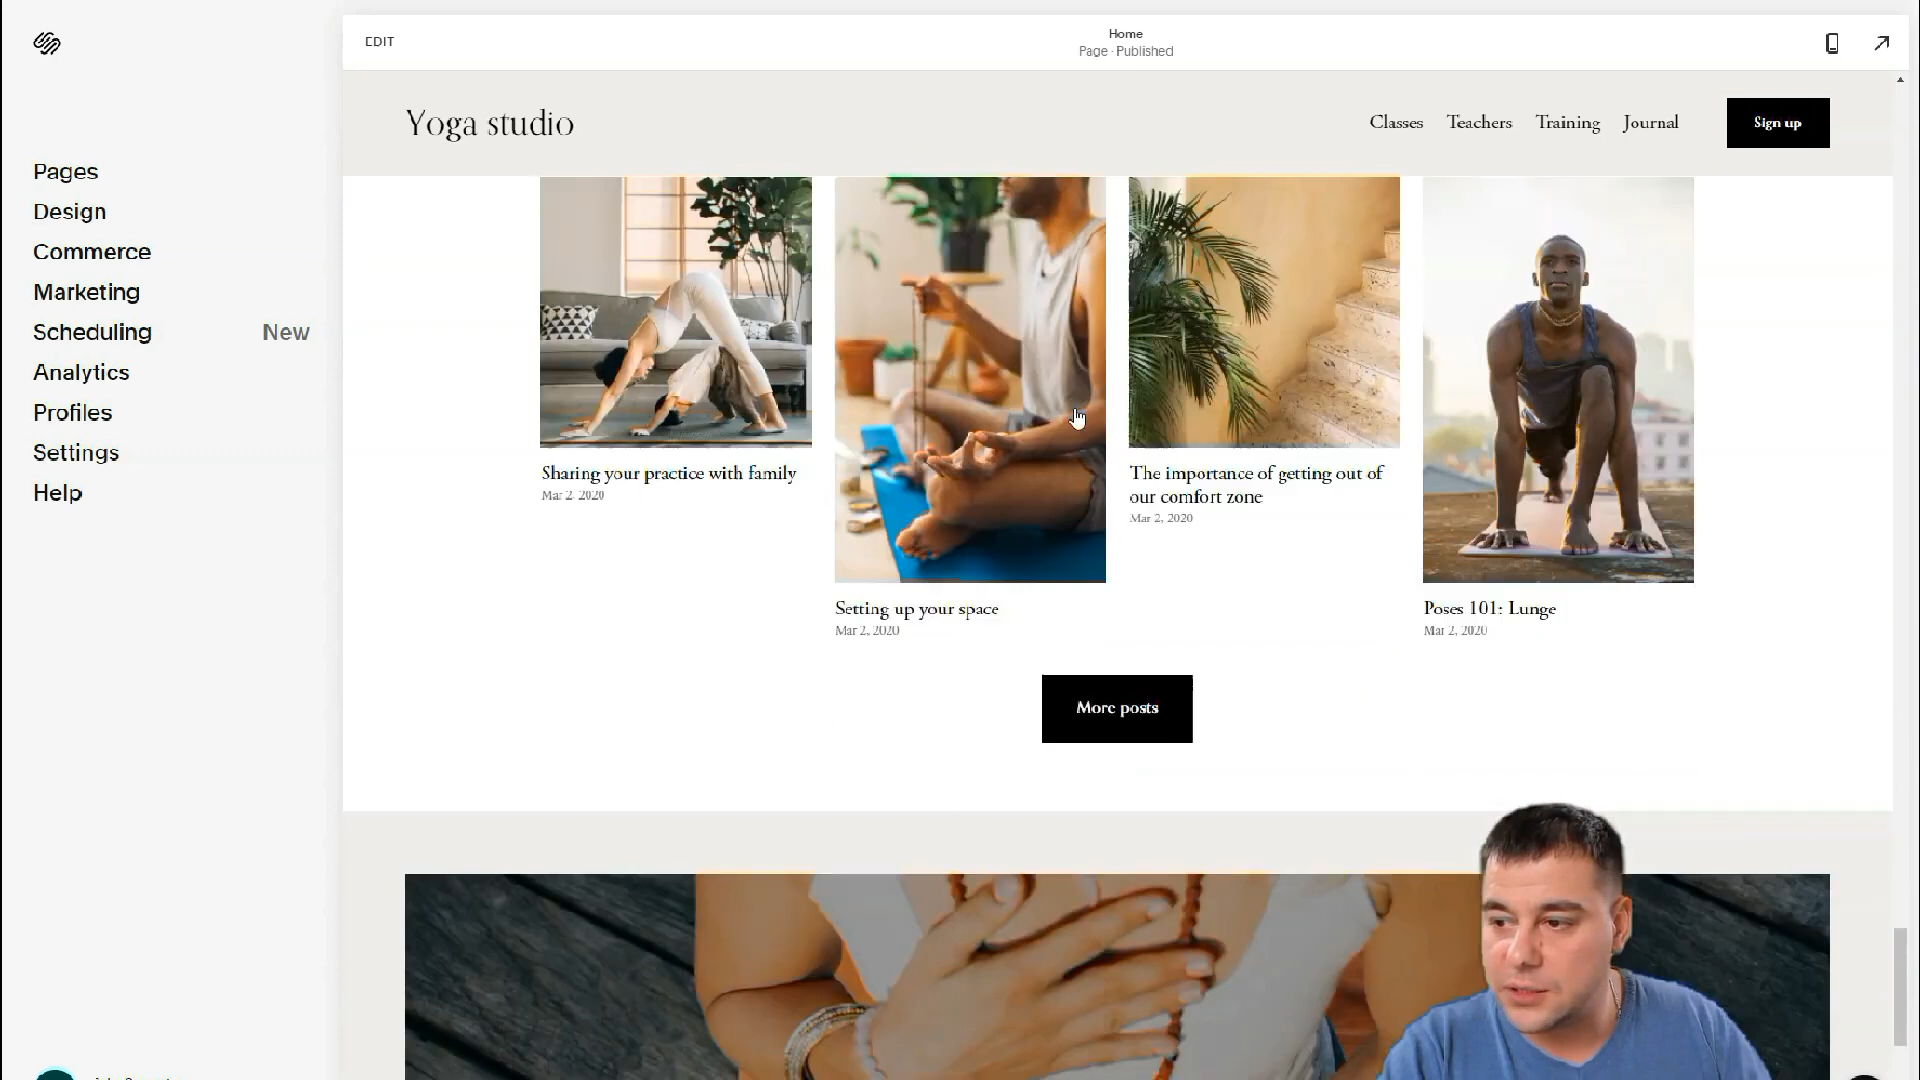 EDIT
Home
Page · Published
Yoga studio
Classes
Teachers
Training
Journal
Sign up
Pages
Design
Commerce
Marketing
Scheduling
New
Analytics
Profiles
Settings
Help
Sharing your practice with family
Mar 2, 2020
Setting up your space
Mar 2, 2020
The importance of getting out of
our comfort zone
Mar 2, 2020
Poses 101: Lunge
Mar 2, 2020
More posts